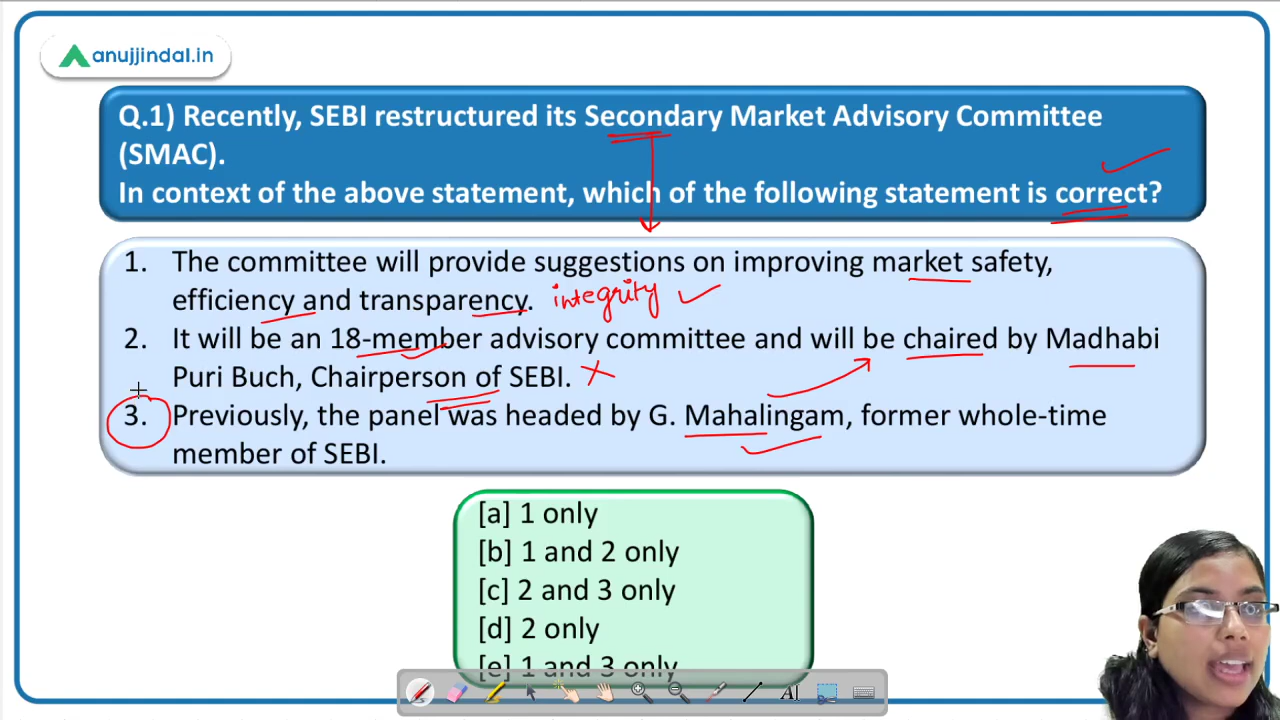 anujjindal.in
Q.1) Recently, SEBI restructured its Secondary Market Advisory Committee
(SMAC).
In context of the above statement, which of the following statement is correct?
1. The committee will provide suggestions on improving market safety,
efficiency and transparency. integrity
2. It will be an 18-member advisory committee and will be chaired by Madhabi
Puri Buch, Chairperson of SEBI.
3. Previously, the panel was headed by G. Mahalingam, former whole-time
member of SEBI.
[a] 1 only
[b] 1 and 2 only
[c] 2 and 3 only
[d] 2 only
[e] 1 and 3 only